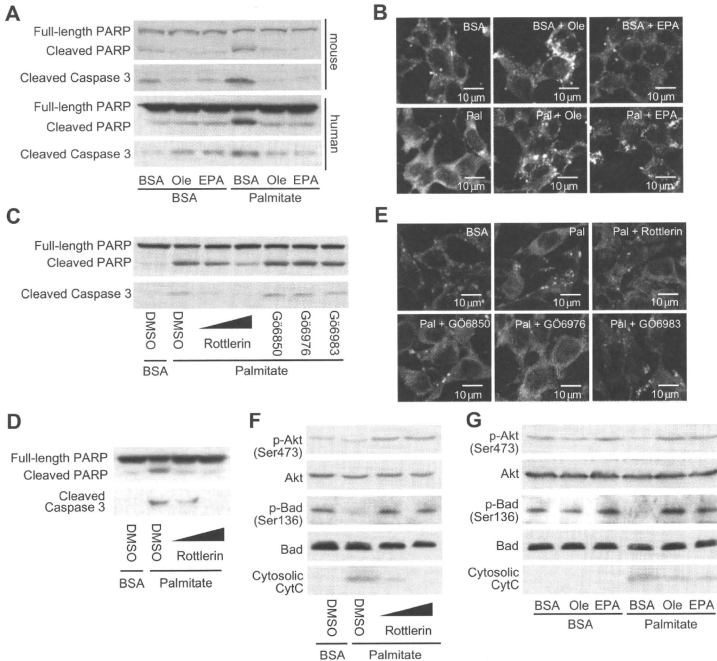 A
Full-length PARP
Cleaved PARP
Cleaved Caspase 3
mouse
Full-length PARP
Cleaved PARP
Cleaved Caspase 3
human
BSA Ole EPA BSA Ole EPA
BSA Palmitate
B
BSA BSA + Ole BSA + EPA
10 µm 10 µm 10 µm
Pal Pal + Ole Pal + EPA
10 µm 10 µm 10 µm
C
Full-length PARP
Cleaved PARP
Cleaved Caspase 3
DMSO DMSO Rottlerin Gö6850 Gö6976 Gö6983
BSA Palmitate
E
BSA Pal Pal + Rottlerin
10 µm 10 µm 10 µm
Pal + GÖ6850 Pal + GÖ6976 Pal + GÖ6983
10 µm 10 µm 10 µm
D
Full-length PARP
Cleaved PARP
Cleaved
Caspase 3
DMSO DMSO Rottlerin
BSA Palmitate
F
p-Akt
(Ser473)
Akt
p-Bad
(Ser136)
Bad
Cytosolic
CytC
DMSO DMSO Rottlerin
BSA Palmitate
G
p-Akt
(Ser473)
Akt
p-Bad
(Ser136)
Bad
Cytosolic
CytC
BSA Ole EPA BSA Ole EPA
BSA Palmitate